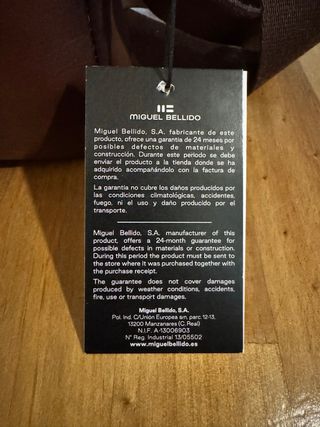 MIGUEL BELLIDO
Miguel Bellido, S.A. fabricante de este
producto, ofrece una garantía de 24 meses por
posibles defectos de materiales y
construcción. Durante este periodo se debe
enviar el producto a la tienda donde se ha
adquirido acompañándolo con la factura de
compra.
La garantía no cubre los daños producidos por
las condiciones climatológicas, accidentes,
fuego, ni el uso y daño producido por el
transporte.
Miguel Bellido, S.A. manufacturer of this
product, offers a 24-month guarantee for
possible defects in materials or construction.
During this period the product must be sent to
the store where it was purchased together with
the purchase receipt.
The guarantee does not cover damages
produced by weather conditions, accidents,
fire, use or transport damages.
Miguel Bellido, S.A.
Pol. Ind. C/Unión Europea s/n. parc. 12-13,
13200 Manzanares (C. Real)
N.I.F. A-13006903
Nº Reg. Industrial 13/05502
www.miguelbellido.es